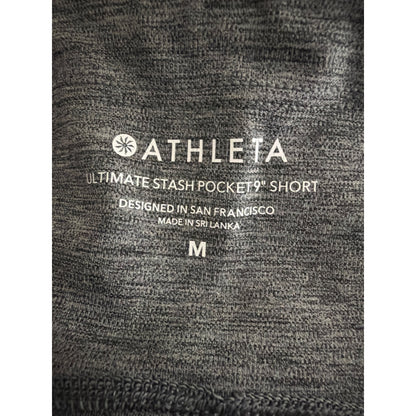 ATHLETA
ULTIMATE STASH POCKET 9" SHORT
DESIGNED IN SAN FRANCISCO
MADE IN SRI LANKA
M